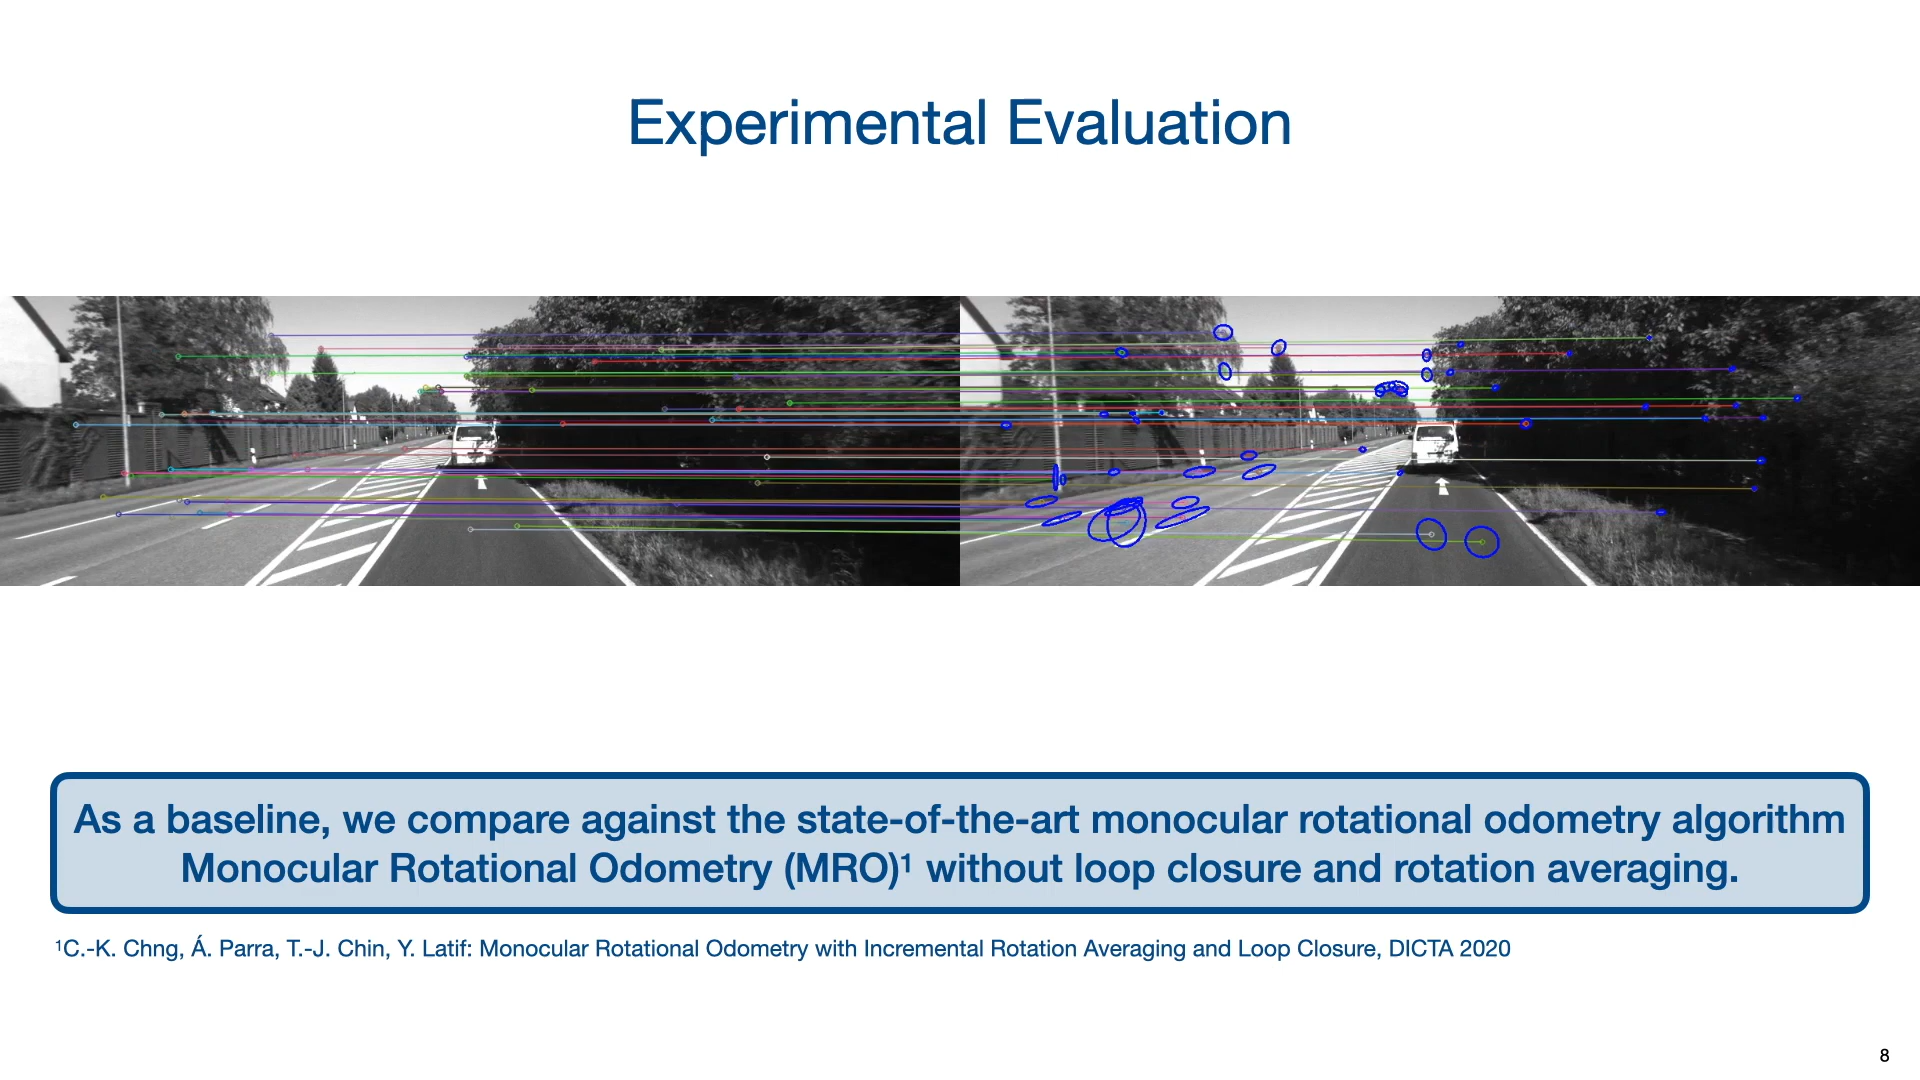 Experimental Evaluation
As a baseline, we compare against the state-of-the-art monocular rotational odometry algorithm
Monocular Rotational Odometry (MRO)¹ without loop closure and rotation averaging.
¹C.-K. Chng, Á. Parra, T.-J. Chin, Y. Latif: Monocular Rotational Odometry with Incremental Rotation Averaging and Loop Closure, DICTA 2020
8